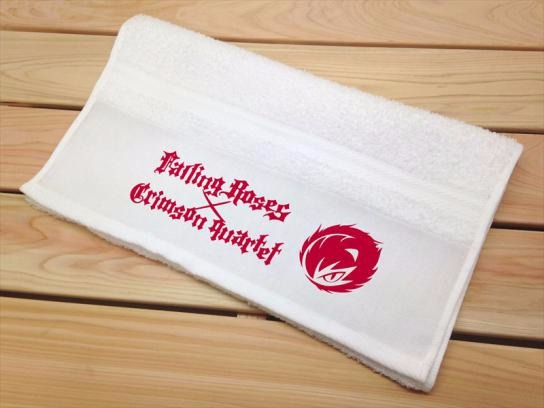 Falling Roses
×
Crimson Quartet